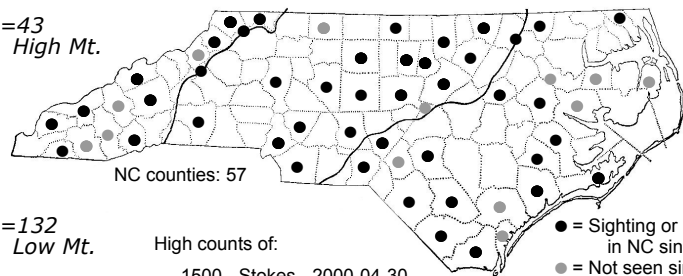 =43
High Mt.
NC counties: 57
=132
Low Mt.
High counts of:
= Sighting or
in NC sin
1500 - Stokes - 2000-04-30
= Not seen si